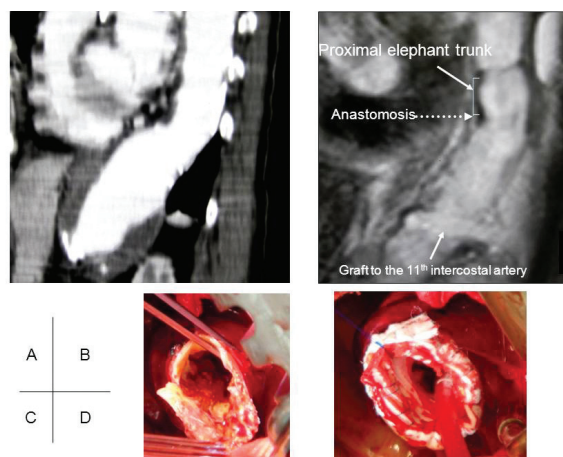 Proximal elephant trunk
Anastomosis
Graft to the 11th intercostal artery
A B
C D